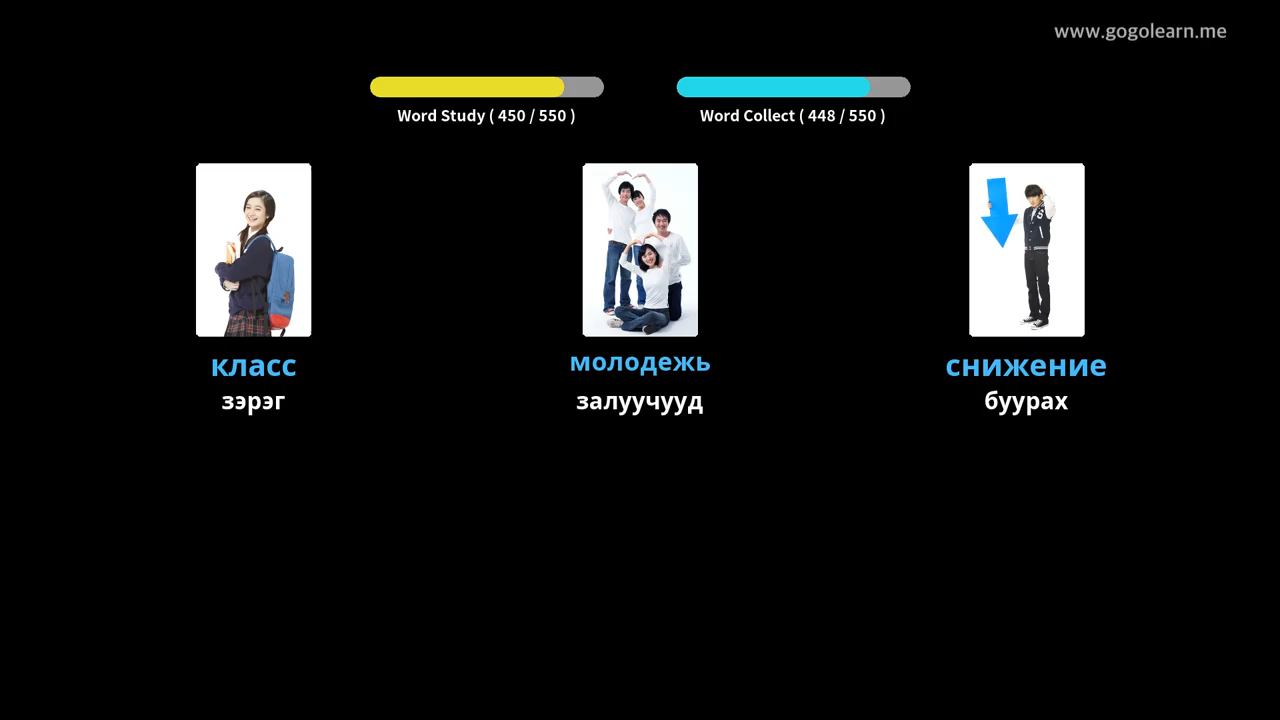 www.gogolearn.me
Word Study ( 450 / 550 )
Word Collect ( 448 / 550 )
класс
молодежь
снижение
зэрэг
залуучууд
буурах